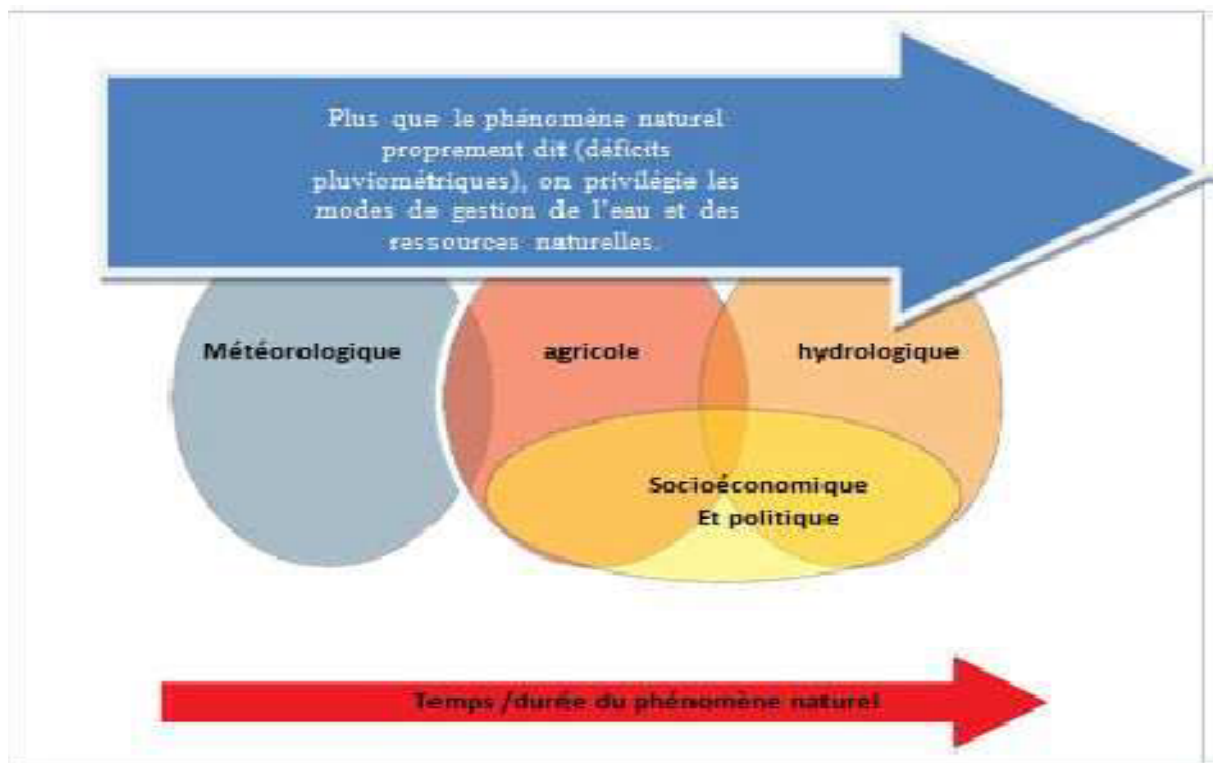 Plus que le phénomène naturel
proprement dit (déficits
pluviométriques), on privilégie les
modes de gestion de l'eau et des
ressources naturelles.
Météorologique
agricole
hydrologique
Socioéconomique
Et politique
Temps /durée du phénomène naturel